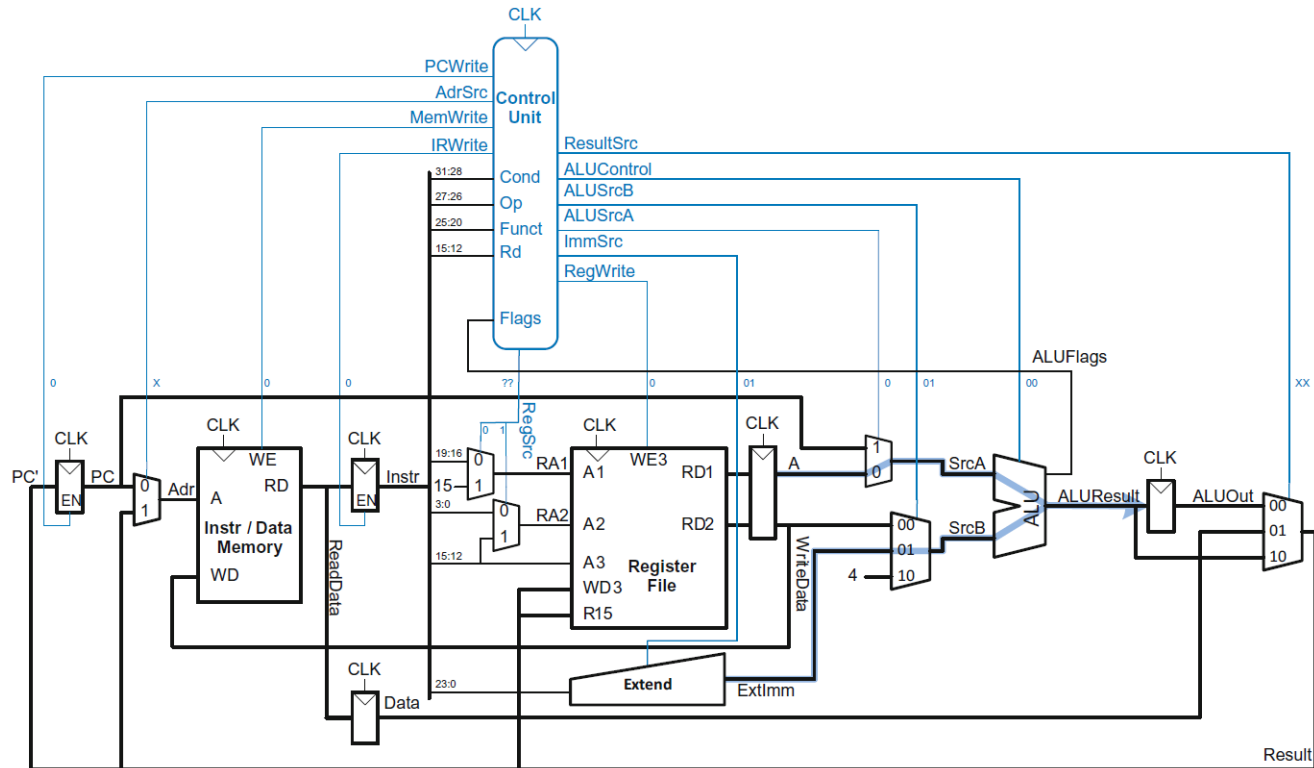 CLK
PCWrite
AdrSrc
Control
Unit
MemWrite
IRWrite
ResultSrc
31:28
Cond
ALUControl
27:26
Op
ALUSrcB
25:20
Funct
ALUSrcA
15:12
Rd
ImmSrc
RegWrite
Flags
ALUFlags
0
X
0
0
??
0
01
0
01
00
XX
RegSrc
0 1
CLK
CLK
CLK
CLK
CLK
CLK
PC'
EN
PC
0
1
Adr
WE
A
RD
Instr / Data
Memory
WD
ReadData
EN
Instr
19:16
15
0
1
RA1
3:0
0
1
RA2
15:12
A1
A2
A3
WD3
R15
WE3
RD1
RD2
Register
File
A
WriteData
1
0
SrcA
00
01
10
4
SrcB
ALU
ALUResult
ALUOut
00
01
10
23:0
Extend
ExtImm
CLK
Data
Result